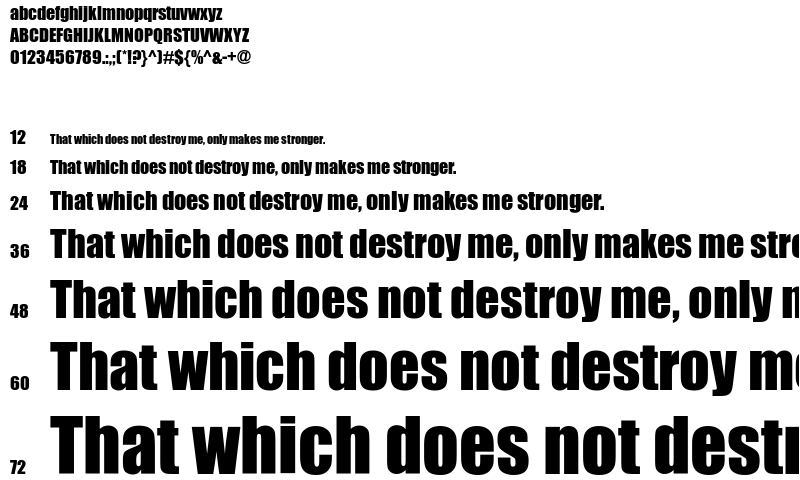 abcdefghijklmnopqrstuvwxyz
ABCDEFGHIJKLMNOPQRSTUVWXYZ
0123456789.:,;(*!?}^)#${%^&-+@
12 That which does not destroy me, only makes me stronger.
18 That which does not destroy me, only makes me stronger.
24 That which does not destroy me, only makes me stronger.
36 That which does not destroy me, only makes me stro
48 That which does not destroy me, only m
60 That which does not destroy me
72 That which does not destr